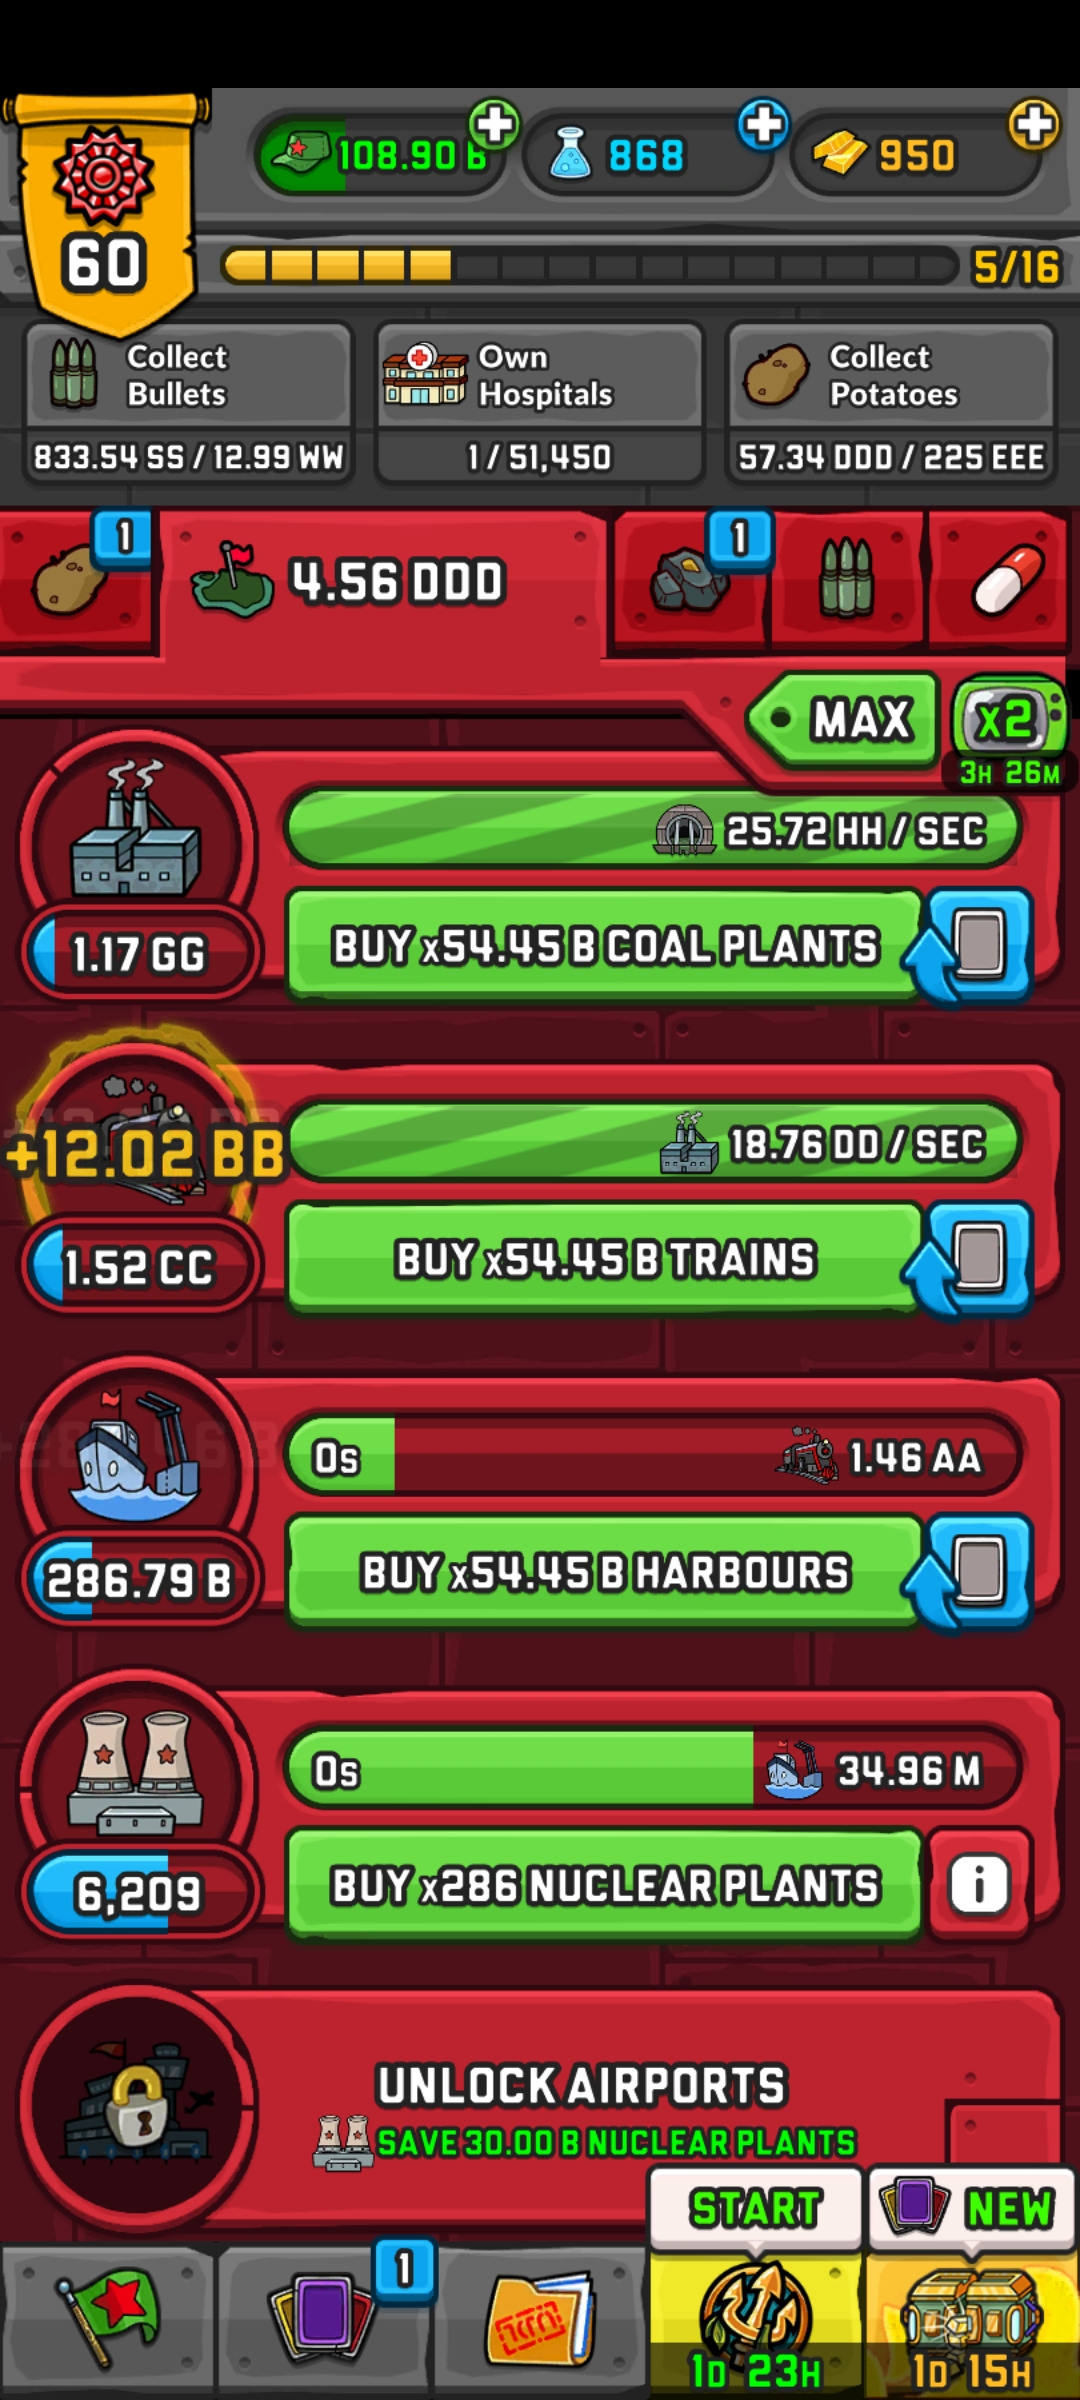 60
108.90 B
868
950
5/16
Collect
Bullets
833.54 SS / 12.99 WW
Own
Hospitals
1 / 51,450
Collect
Potatoes
57.34 DDD / 225 EEE
1
4.56 DDD
1
MAX
x2
3H 26M
25.72 HH / SEC
1.17 GG
BUY x54.45 B COAL PLANTS
+12.02 BB
18.76 DD / SEC
1.52 CC
BUY x54.45 B TRAINS
0s
1.46 AA
286.79 B
BUY x54.45 B HARBOURS
0s
34.96 M
6,209
BUY x286 NUCLEAR PLANTS
i
UNLOCK AIRPORTS
SAVE 30.00 B NUCLEAR PLANTS
START
NEW
1
1D 23H
1D 15H